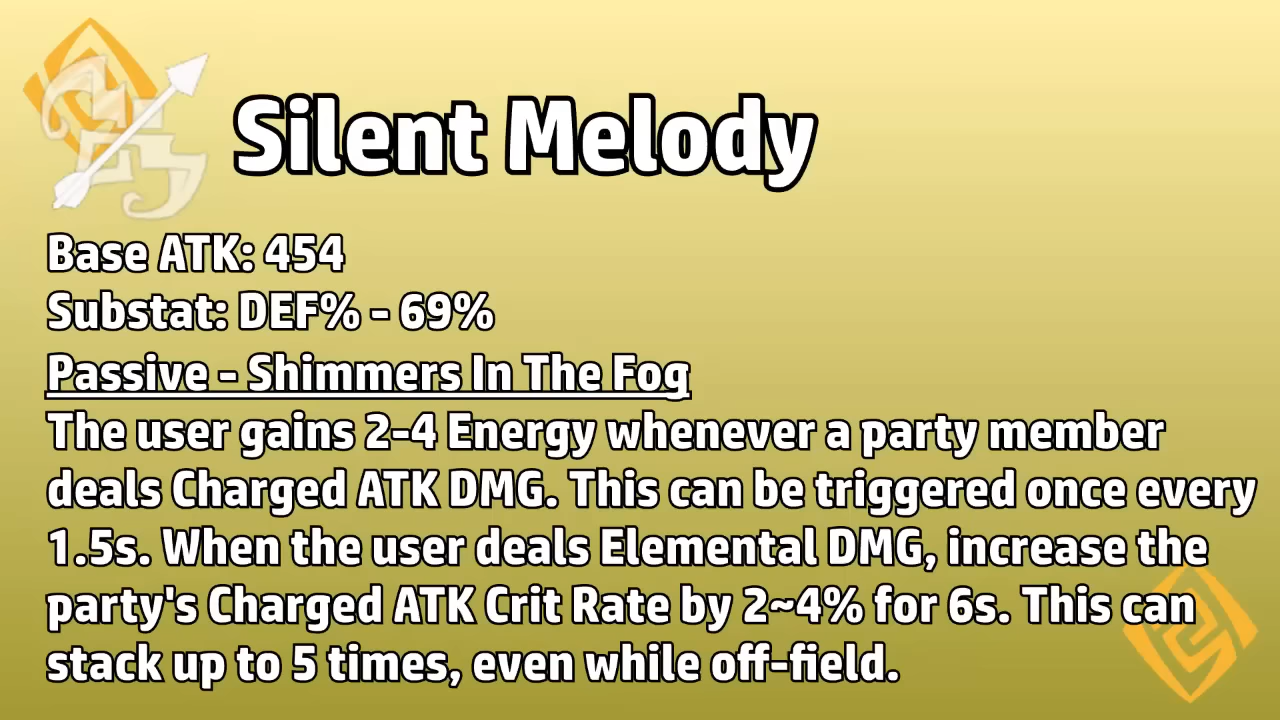 Silent Melody
Base ATK: 454
Substat: DEF% - 69%
Passive - Shimmers In The Fog
The user gains 2-4 Energy whenever a party member
deals Charged ATK DMG. This can be triggered once every
1.5s. When the user deals Elemental DMG, increase the
party's Charged ATK Crit Rate by 2~4% for 6s. This can
stack up to 5 times, even while off-field.